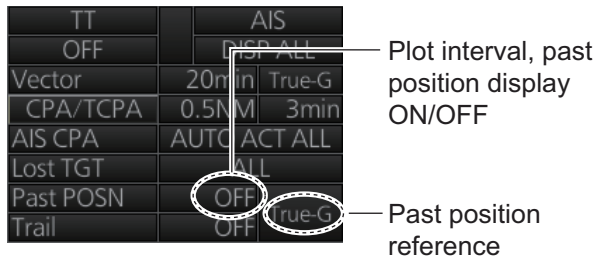 TT AIS
OFF DISP ALL
Vector 20min True-G
CPA/TCPA 0.5NM 3min
AIS CPA AUTO ACT ALL
Lost TGT ALL
Past POSN OFF True-G
Trail OFF
Plot interval, past
position display
ON/OFF
Past position
reference